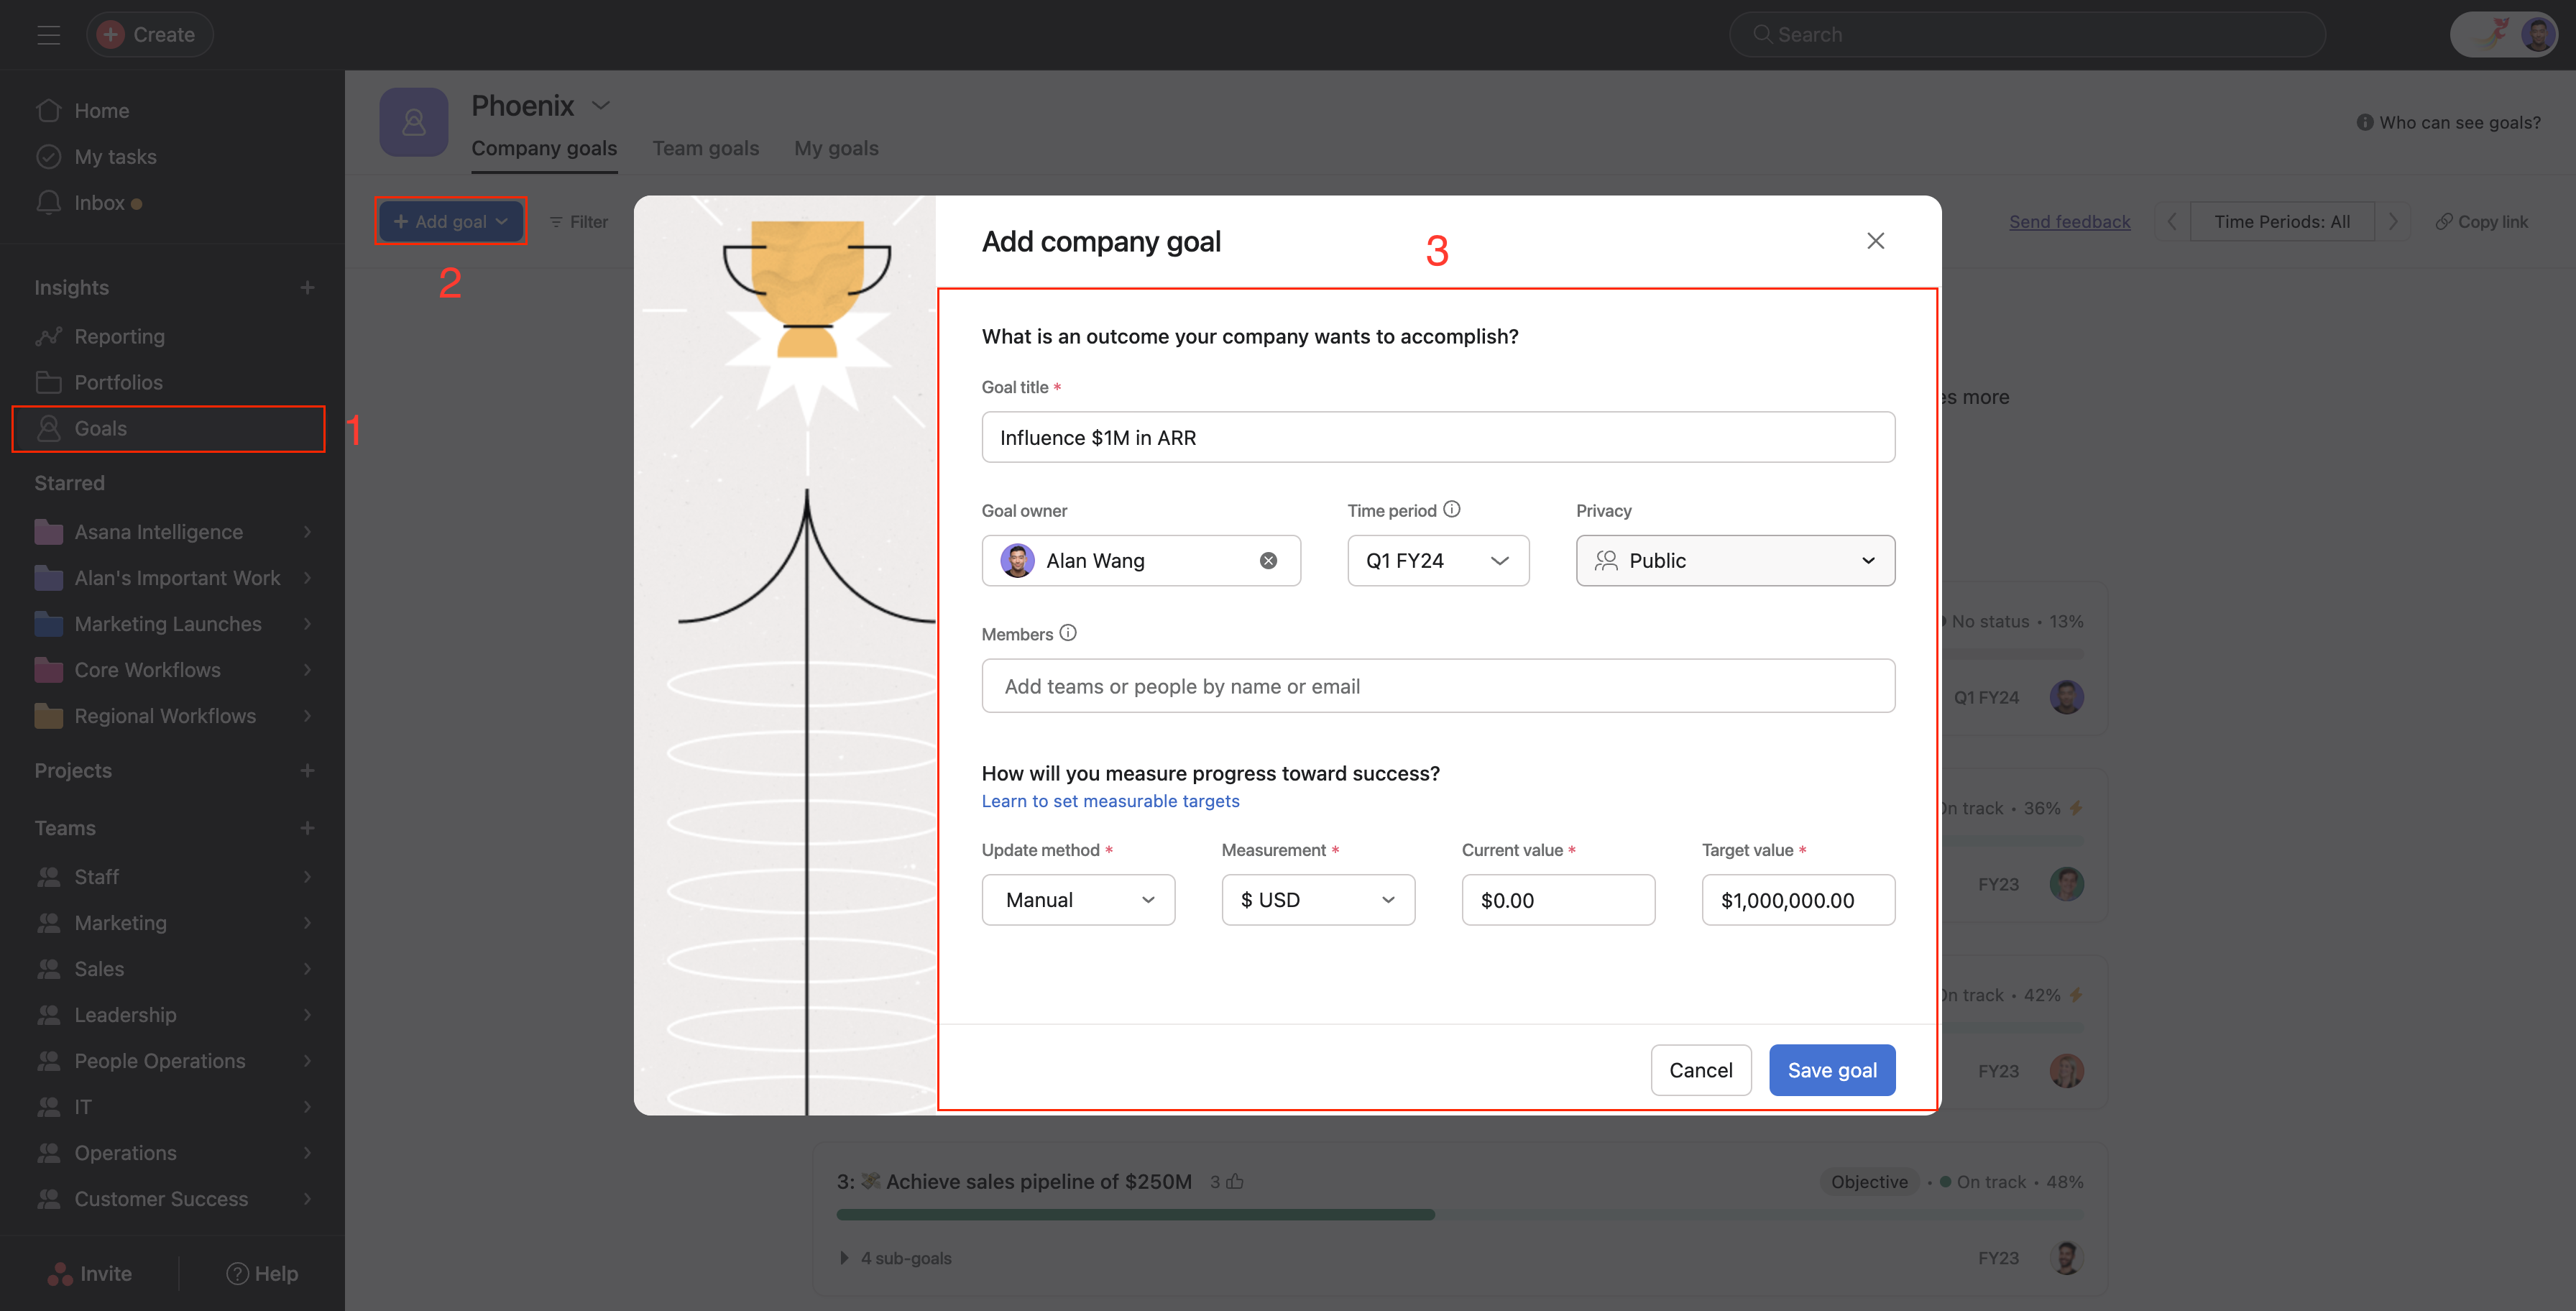 Create
Search
Home
My tasks
Inbox
Insights
Reporting
Portfolios
Goals
1
Starred
Asana Intelligence
Alan's Important Work
Marketing Launches
Core Workflows
Regional Workflows
Projects
Teams
Staff
Marketing
Sales
Leadership
People Operations
IT
Operations
Customer Success
Invite
Help
Phoenix
Who can see goals?
Company goals Team goals My goals
+ Add goal
Filter
2
Send feedback
Time Periods: All
Copy link
Add company goal
3
What is an outcome your company wants to accomplish?
Goal title *
Influence $1M in ARR
Goal owner Time period Privacy
Alan Wang Q1 FY24 Public
Members
Add teams or people by name or email
How will you measure progress toward success?
Learn to set measurable targets
Update method * Measurement * Current value * Target value *
Manual $ USD $0.00 $1,000,000.00
Cancel Save goal
more
No status • 13%
Q1 FY24
track • 36%
FY23
track • 42%
FY23
3: Achieve sales pipeline of $250M 3
Objective • On track • 48%
4 sub-goals
FY23